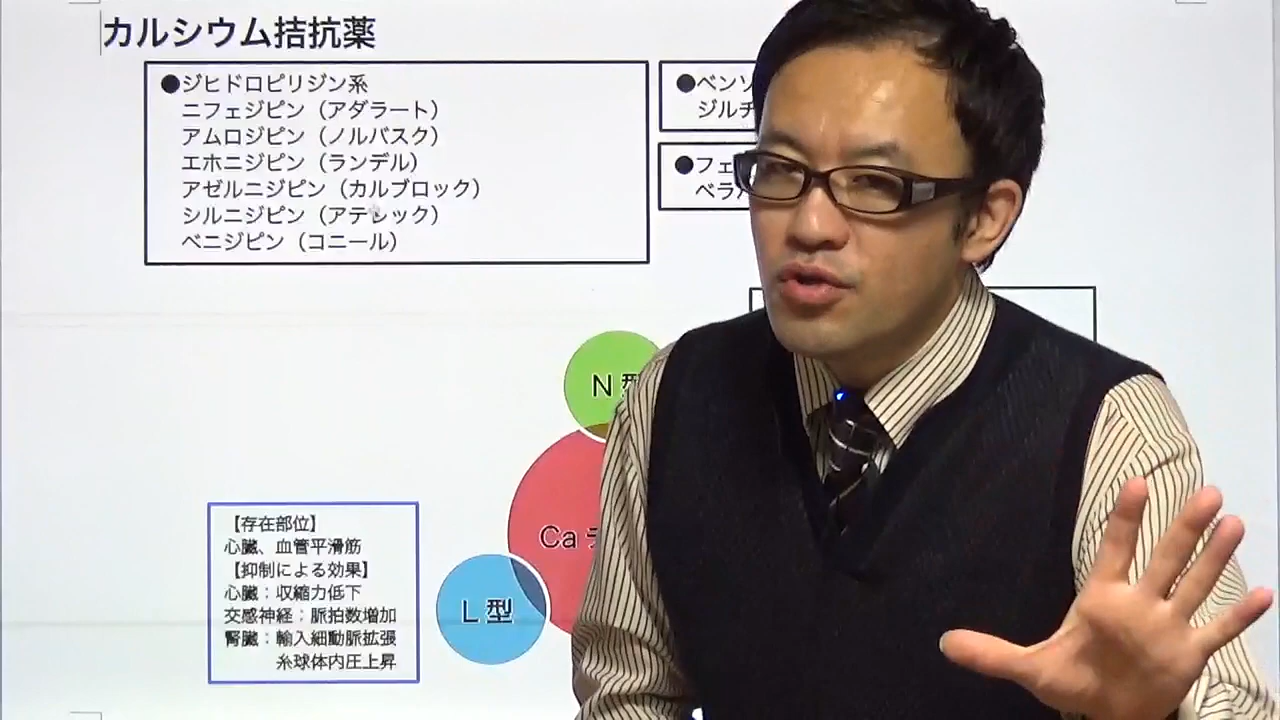 カルシウム拮抗薬
●ジヒドロピリジン系
ニフェジピン（アダラート）
アムロジピン（ノルバスク）
エホニジピン（ランデル）
アゼルニジピン（カルブロック）
シルニジピン（アテレック）
ベニジピン（コニール）
●ベンゾ
ジルチ
●フェ
ベラパ
N 型
Ca
L 型
【存在部位】
心臓、血管平滑筋
【抑制による効果】
心臓：収縮力低下
交感神経：脈拍数増加
腎臓：輸入細動脈拡張
糸球体内圧上昇